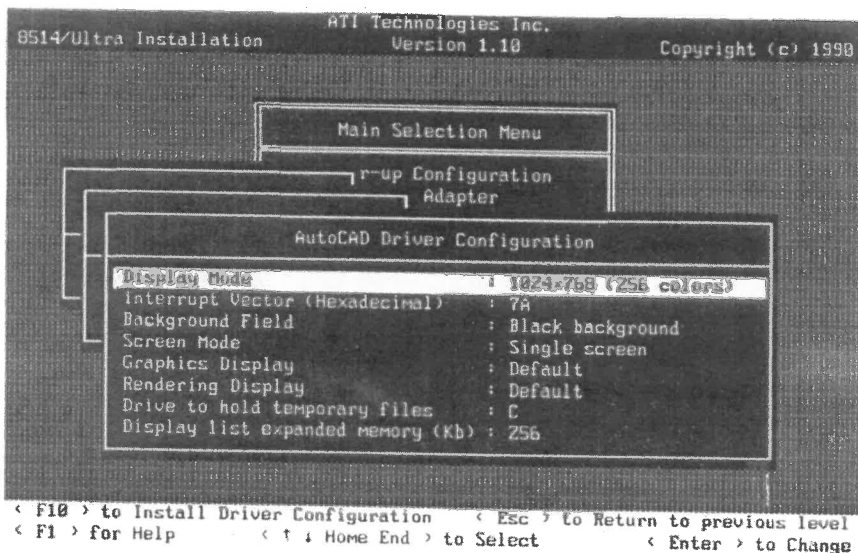 ATI Technologies Inc.
8514/Ultra Installation Version 1.10 Copyright (c) 1990
Main Selection Menu
r-up Configuration
Adapter
AutoCAD Driver Configuration
Display Mode : 1024x768 (256 colors)
Interrupt Vector (Hexadecimal) : 7A
Background Field : Black background
Screen Mode : Single screen
Graphics Display : Default
Rendering Display : Default
Drive to hold temporary files : C
Display list expanded memory (Kb) : 256
< F10 > to Install Driver Configuration < Esc > to Return to previous level
< F1 > for Help < ↑ ↓ Home End > to Select < Enter > to Change